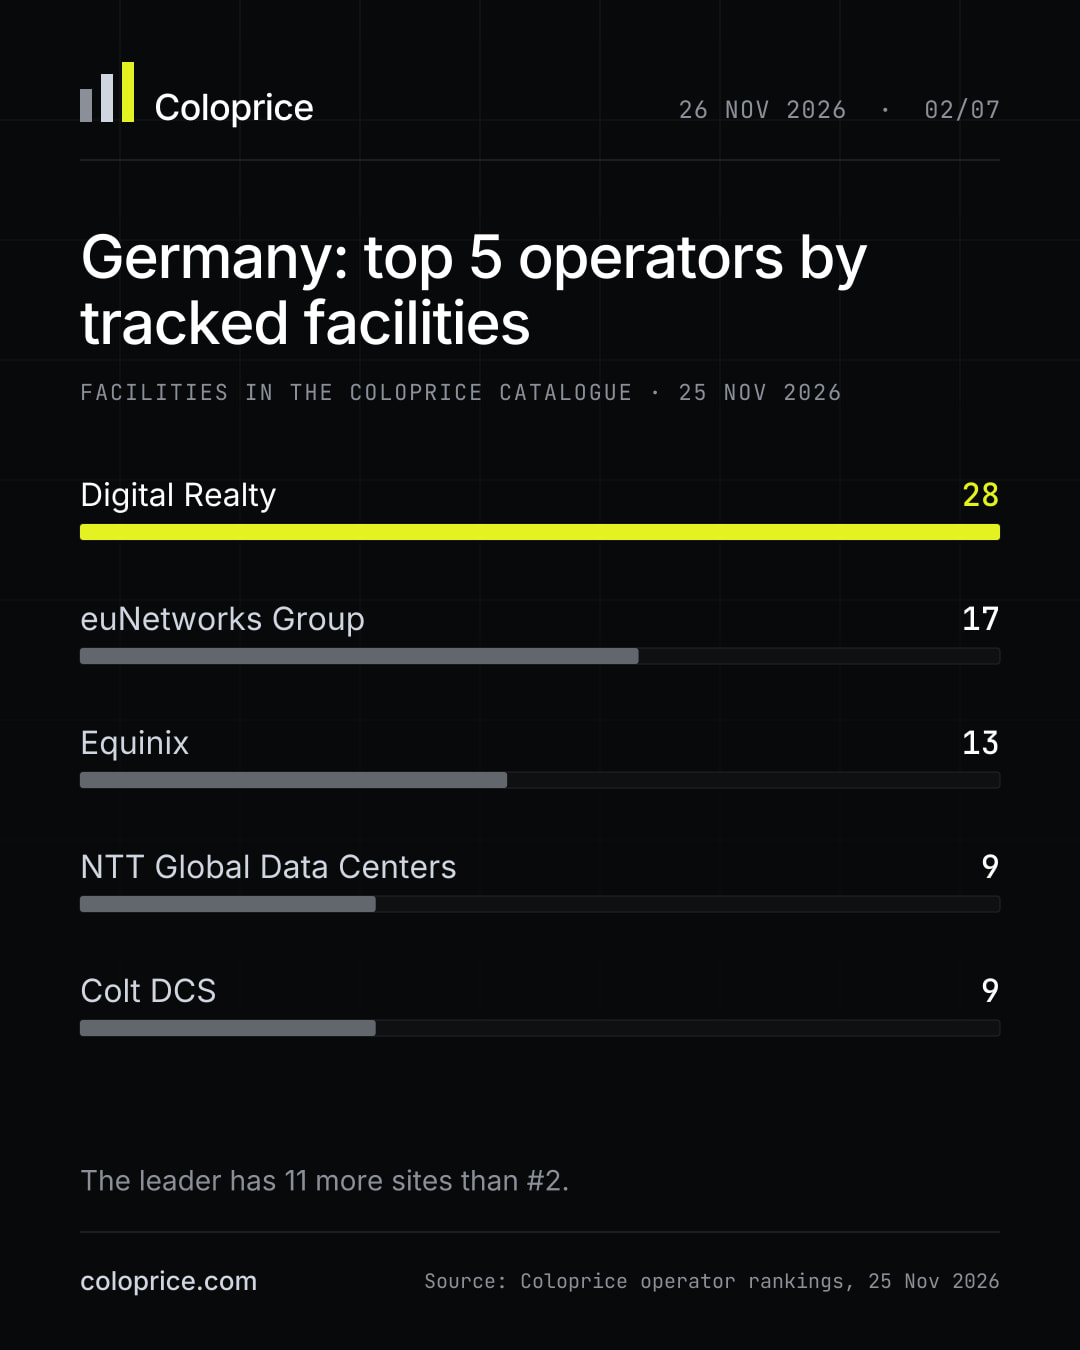 Coloprice
26 NOV 2026 · 02/07
Germany: top 5 operators by
tracked facilities
FACILITIES IN THE COLOPRICE CATALOGUE · 25 NOV 2026
Digital Realty 28
euNetworks Group 17
Equinix 13
NTT Global Data Centers 9
Colt DCS 9
The leader has 11 more sites than #2.
coloprice.com
Source: Coloprice operator rankings, 25 Nov 2026